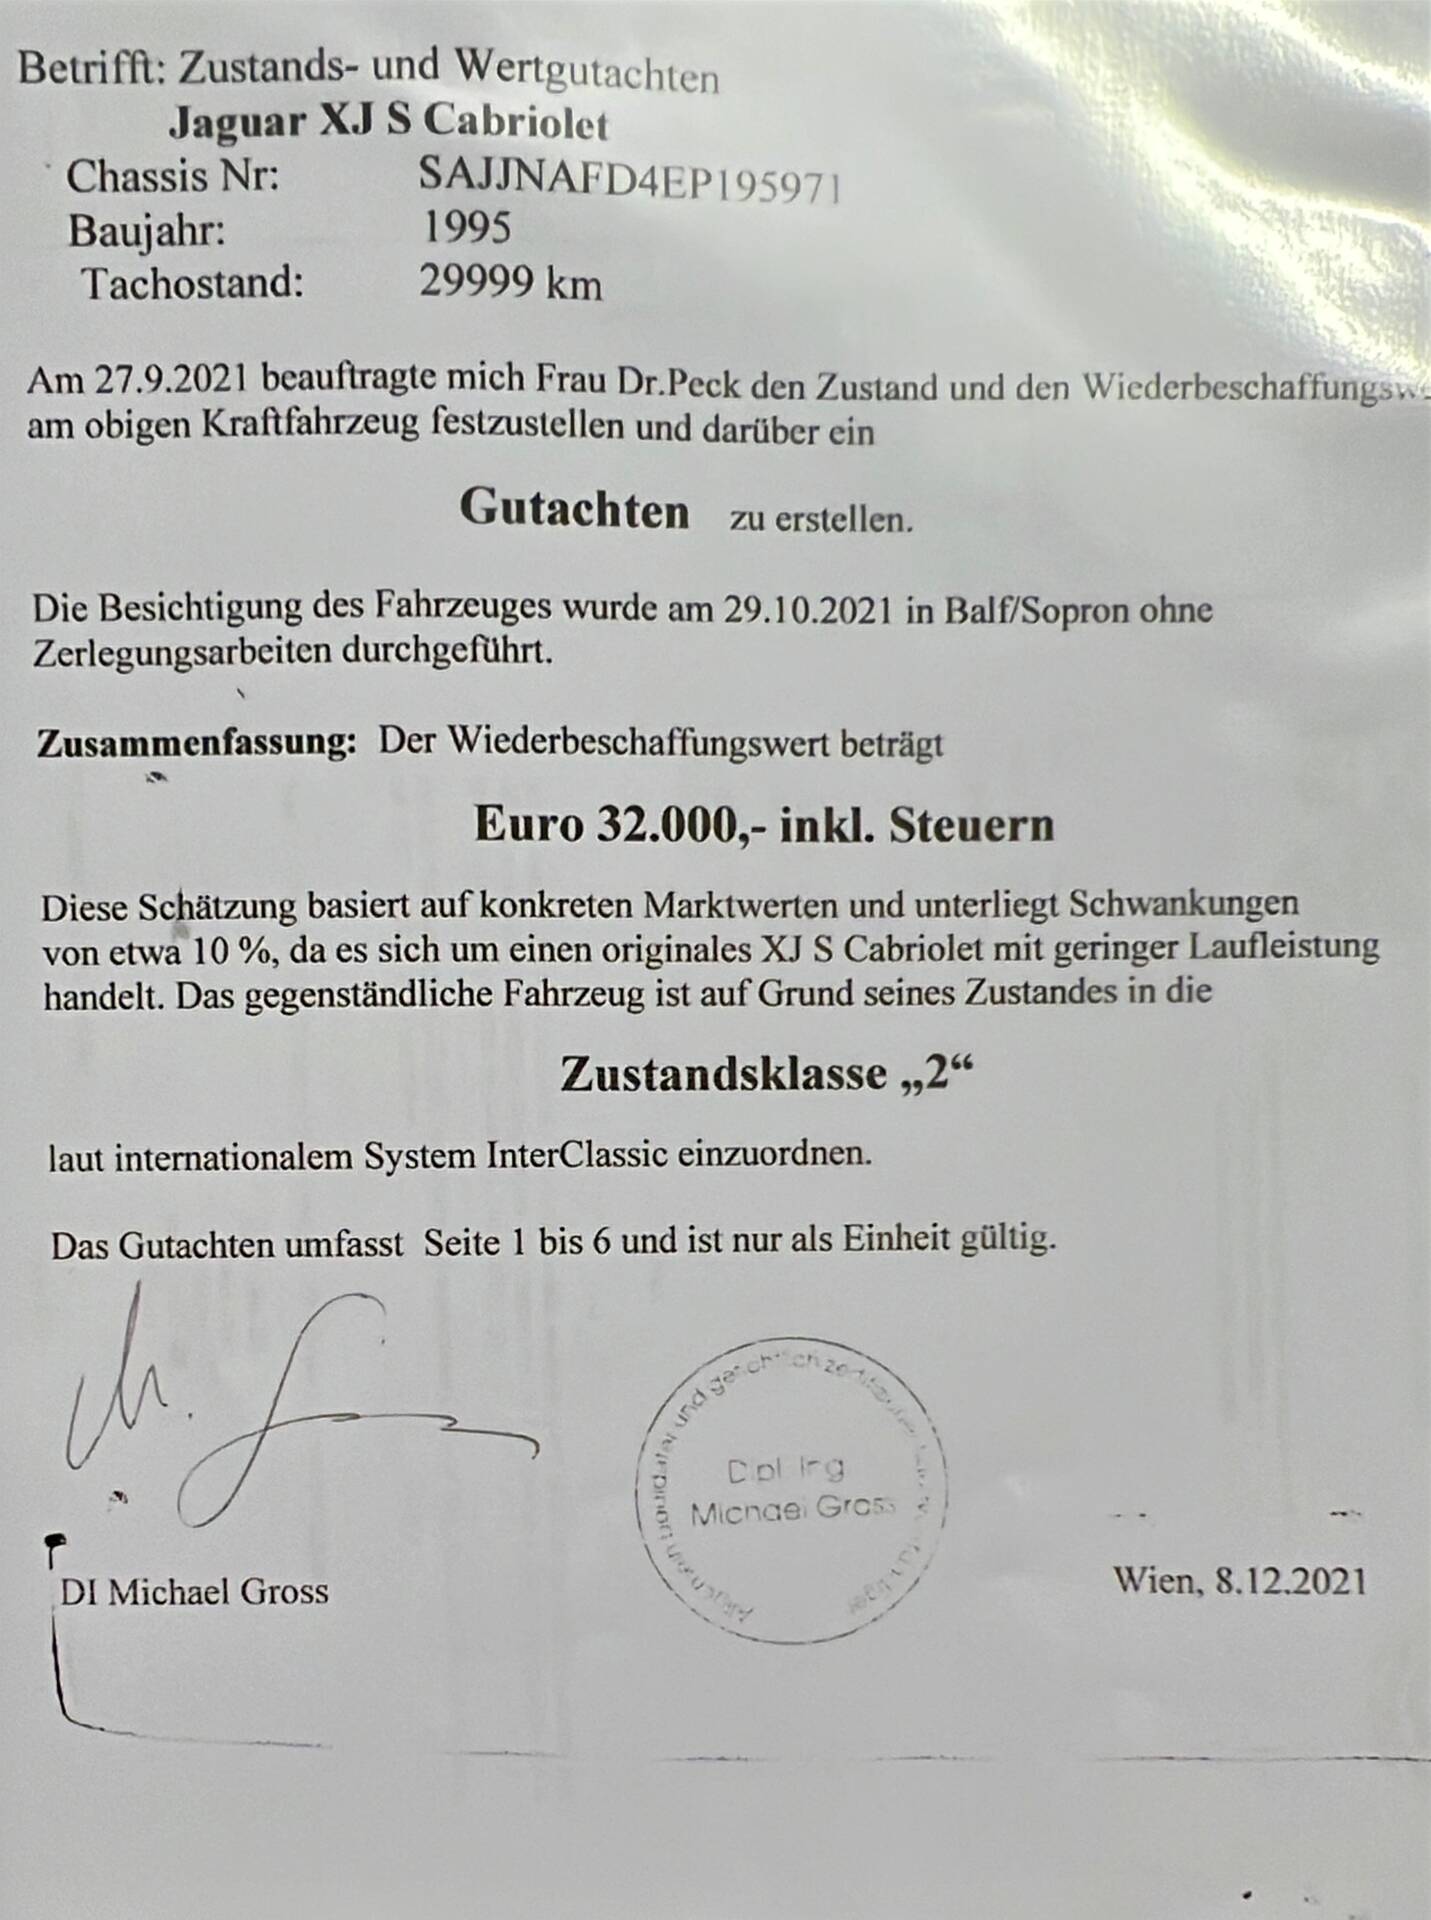 Betrifft: Zustands- und Wertgutachten
Jaguar XJ S Cabriolet
Chassis Nr: SAJJNAFD4EP195971
Baujahr: 1995
Tachostand: 29999 km
Am 27.9.2021 beauftragte mich Frau Dr.Peck den Zustand und den
am obigen Kraftfahrzeug festzustellen und darüber ein
Gutachten zu erstellen.
Die Besichtigung des Fahrzeuges wurde am 29.10.2021 in Balf/Sopron ohne
Zerlegungsarbeiten durchgeführt.
Zusammenfassung: Der Wiederbeschaffungswert beträgt
Euro 32.000,- inkl. Steuern
Diese Schätzung basiert auf konkreten Marktwerten und unterliegt Schwankungen
von etwa 10 %, da es sich um einen originales XJ S Cabriolet mit geringer Laufleistung
handelt. Das gegenständliche Fahrzeug ist auf Grund seines Zustandes in die
Zustandsklasse „2“
laut internationalem System InterClassic einzuordnen.
Das Gutachten umfasst Seite 1 bis 6 und ist nur als Einheit gültig.
und
Dipl Ing
Michael Gross
DI Michael Gross
Wien, 8.12.2021